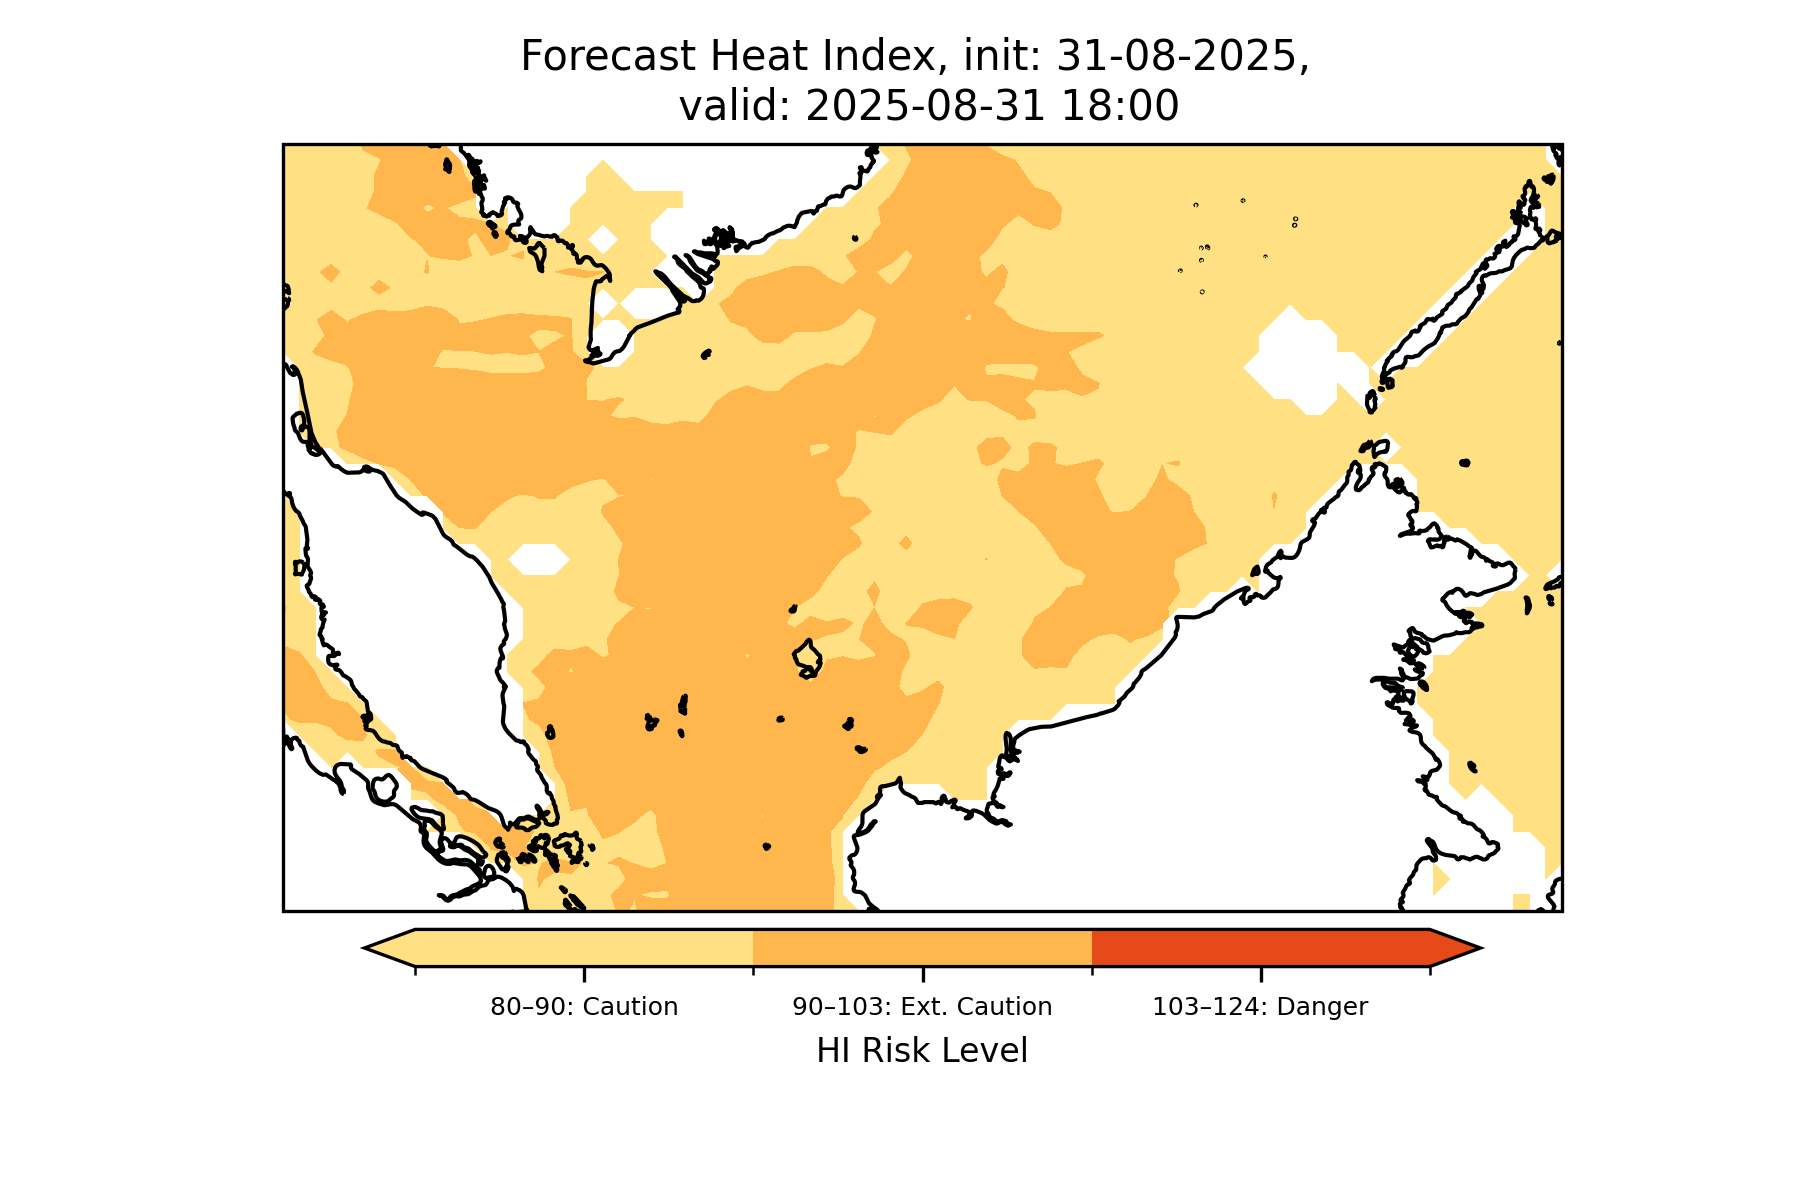 Forecast Heat Index, init: 31-08-2025,
valid: 2025-08-31 18:00
80–90: Caution
90–103: Ext. Caution
103–124: Danger
HI Risk Level